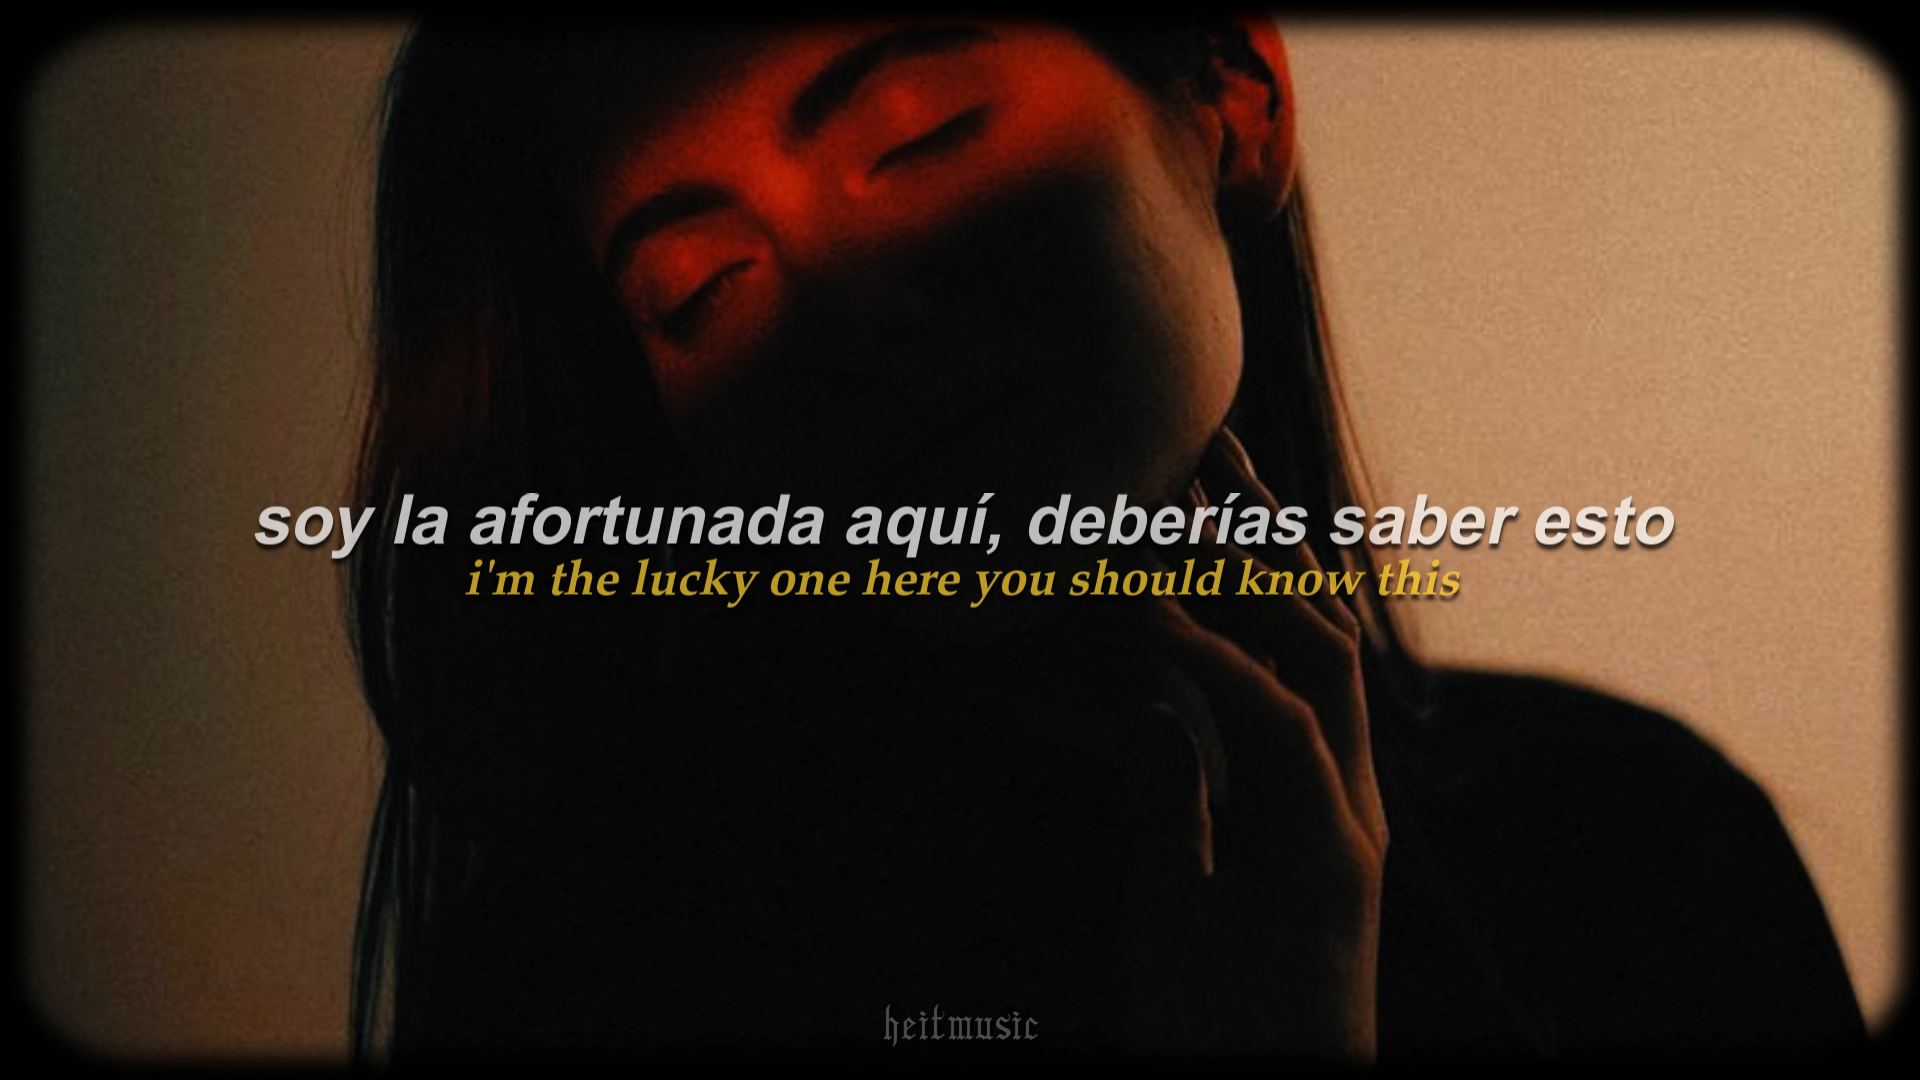 soy la afortunada aquí, deberías saber esto
i'm the lucky one here you should know this
heitmusic